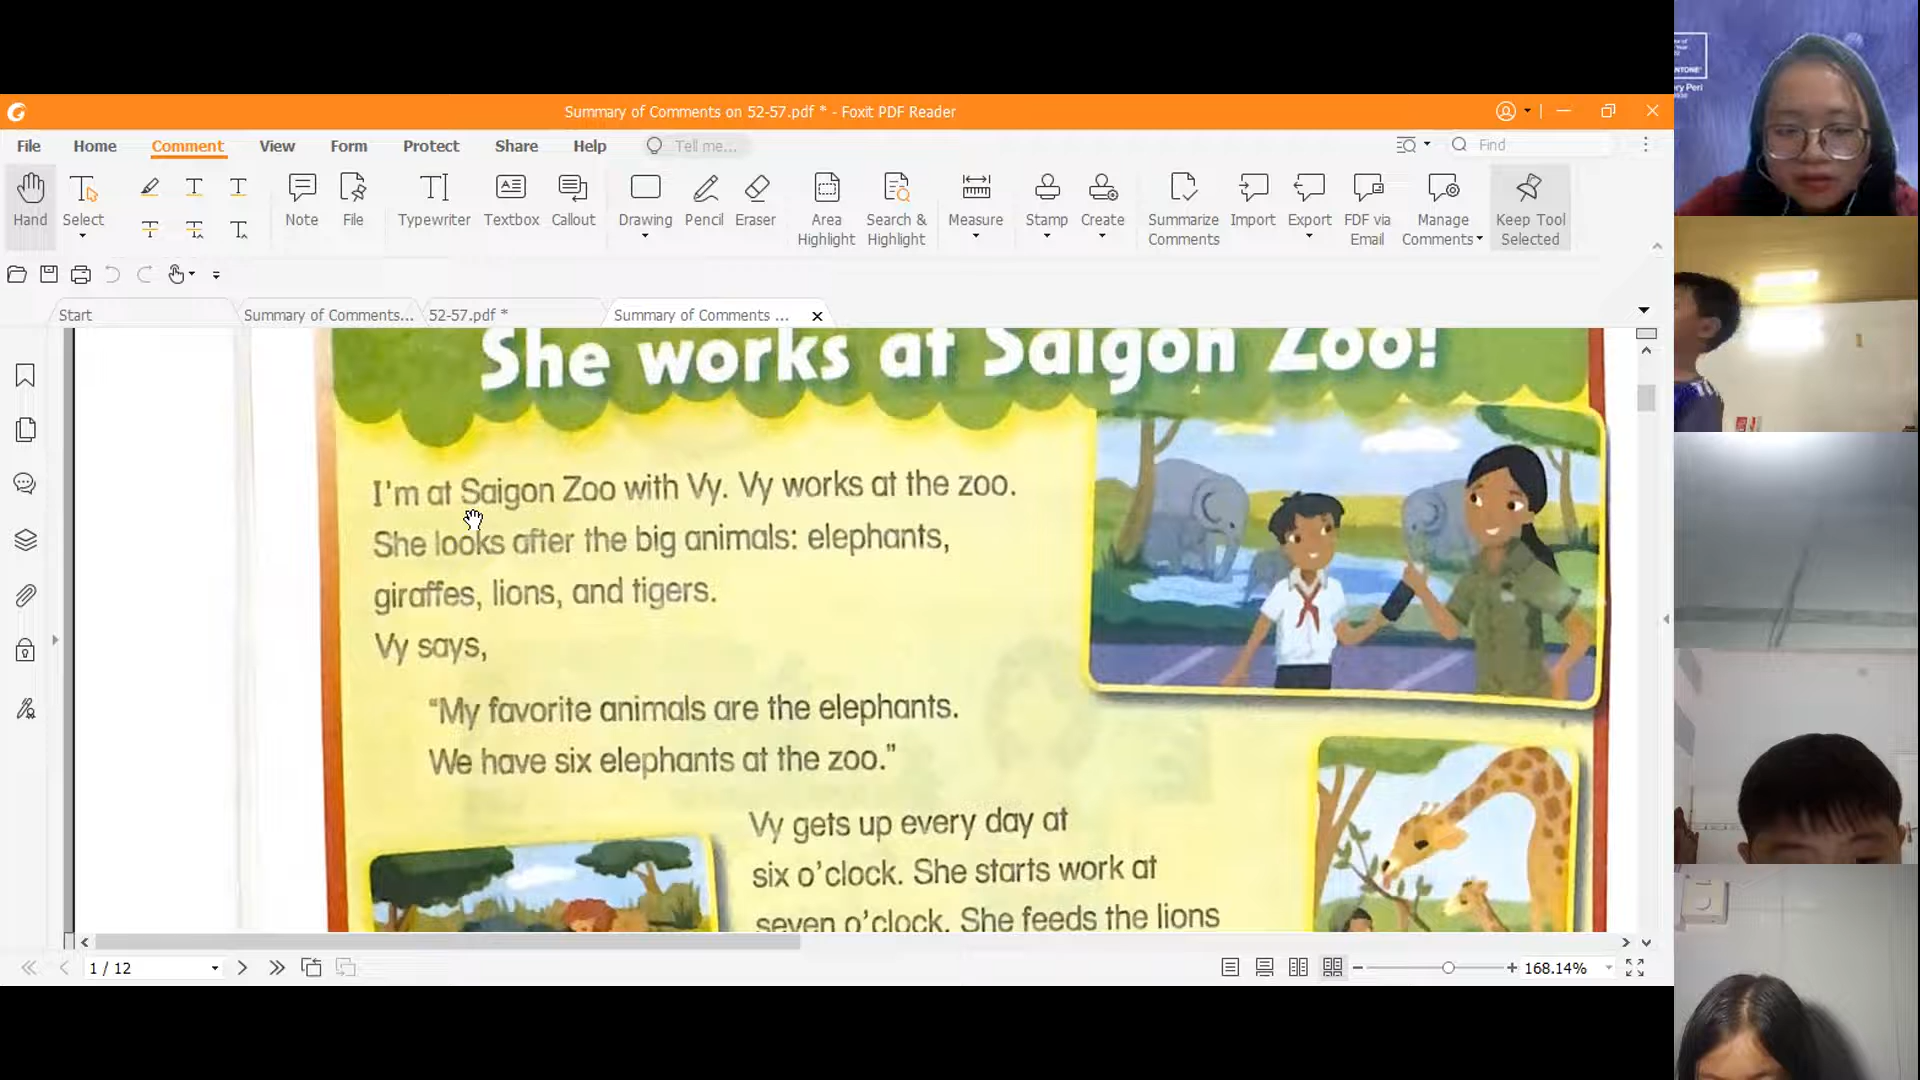 Summary of Comments on 52-57.pdf * - Foxit PDF Reader
File Home Comment View Form Protect Share Help Tell me... Find
Hand Select Note File Typewriter Textbox Callout Drawing Pencil Eraser Area Highlight Search & Highlight Measure Stamp Create Summarize Comments Import Export FDF via Email Manage Comments Keep Tool Selected
Start Summary of Comments... 52-57.pdf * Summary of Comments ...
She works at Saigon Zoo!
I'm at Saigon Zoo with Vy. Vy works at the zoo.
She looks after the big animals: elephants,
giraffes, lions, and tigers.
Vy says,
"My favorite animals are the elephants.
We have six elephants at the zoo."
Vy gets up every day at
six o'clock. She starts work at
seven o'clock. She feeds the lions
1 / 12
168.14%